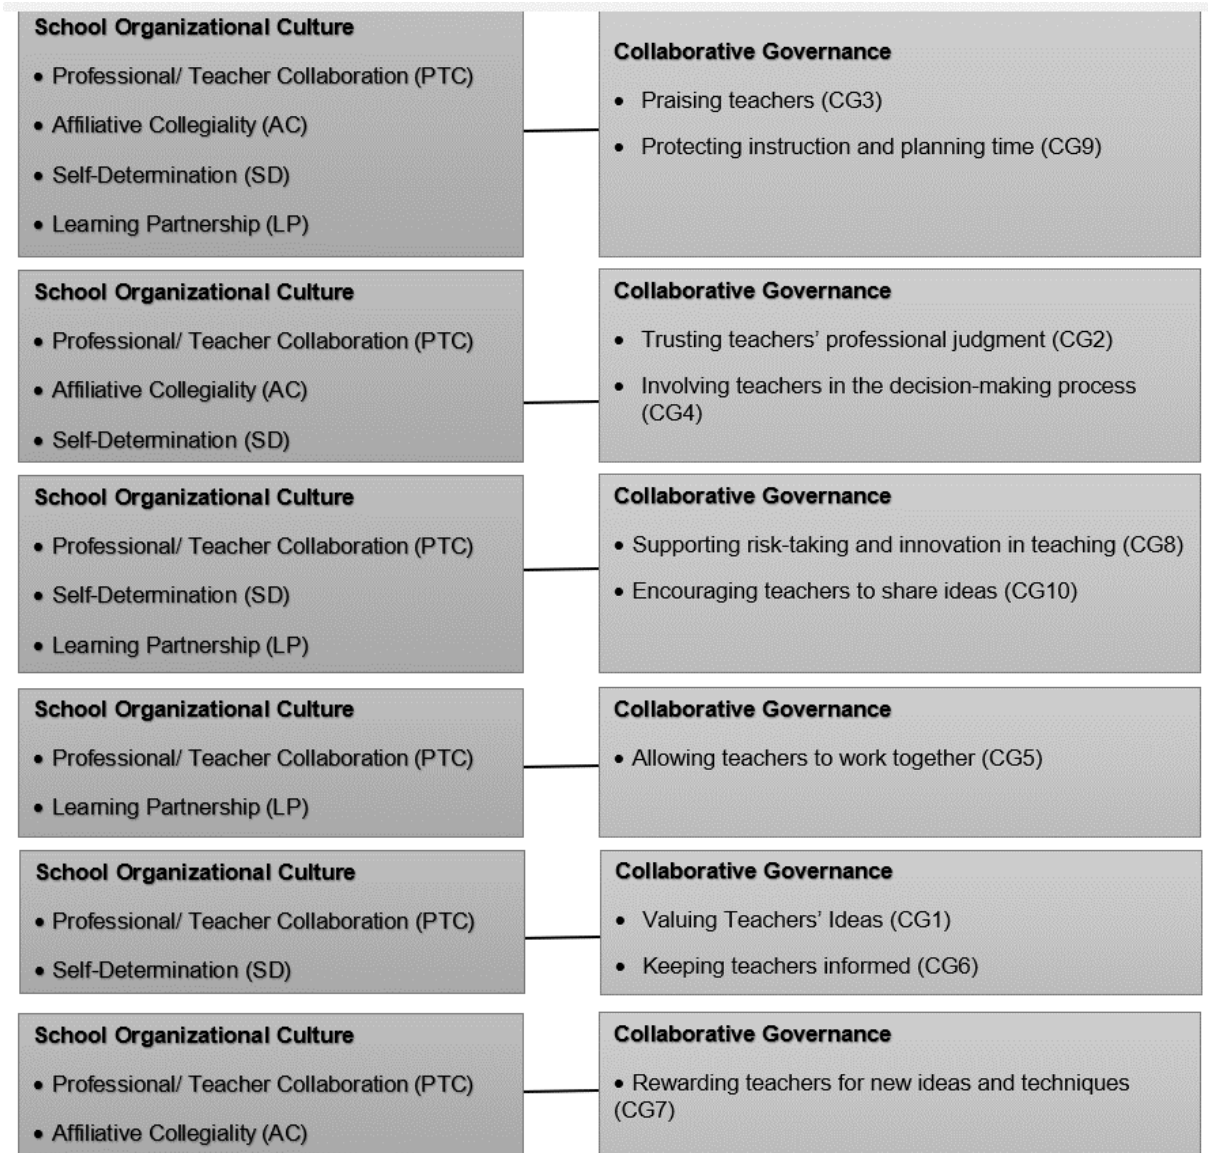 School Organizational Culture
• Professional/ Teacher Collaboration (PTC)
• Affiliative Collegiality (AC)
• Self-Determination (SD)
• Learning Partnership (LP)
Collaborative Governance
• Praising teachers (CG3)
• Protecting instruction and planning time (CG9)
School Organizational Culture
• Professional/ Teacher Collaboration (PTC)
• Affiliative Collegiality (AC)
• Self-Determination (SD)
Collaborative Governance
• Trusting teachers’ professional judgment (CG2)
• Involving teachers in the decision-making process
(CG4)
School Organizational Culture
• Professional/ Teacher Collaboration (PTC)
• Self-Determination (SD)
• Learning Partnership (LP)
Collaborative Governance
• Supporting risk-taking and innovation in teaching (CG8)
• Encouraging teachers to share ideas (CG10)
School Organizational Culture
• Professional/ Teacher Collaboration (PTC)
• Learning Partnership (LP)
Collaborative Governance
• Allowing teachers to work together (CG5)
School Organizational Culture
• Professional/ Teacher Collaboration (PTC)
• Self-Determination (SD)
Collaborative Governance
• Valuing Teachers’ Ideas (CG1)
• Keeping teachers informed (CG6)
School Organizational Culture
• Professional/ Teacher Collaboration (PTC)
• Affiliative Collegiality (AC)
Collaborative Governance
• Rewarding teachers for new ideas and techniques
(CG7)